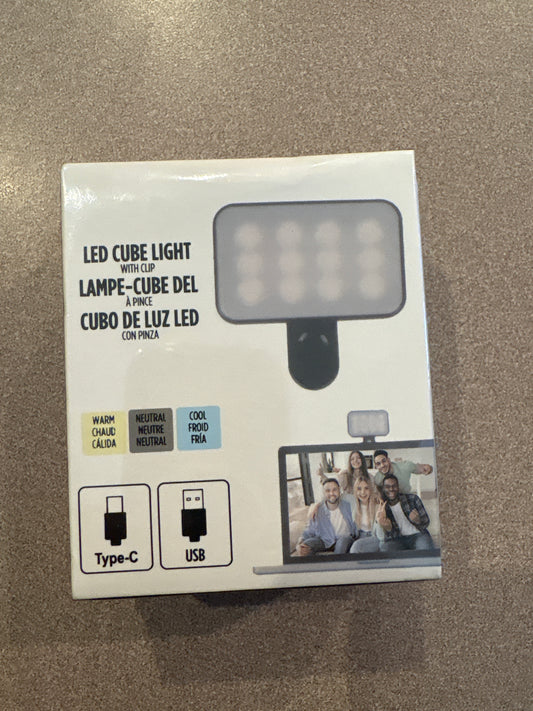 LED CUBE LIGHT
WITH CLIP
LAMPE-CUBE DEL
À PINCE
CUBO DE LUZ LED
CON PINZA
WARM
CHAUD
CÁLIDA
NEUTRAL
NEUTRE
NEUTRAL
COOL
FROID
FRÍA
Type-C
USB